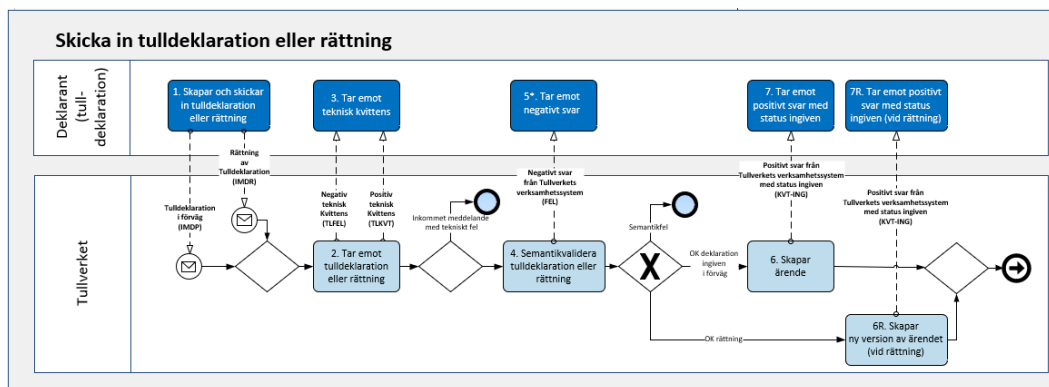 Skicka in tulldeklaration eller rättning
Deklarant
(tull-
deklaration)
1. Skapar och skickar
in tulldeklaration
eller rättning
3. Tar emot
teknisk kvittens
5*. Tar emot
negativt svar
7. Tar emot
positivt svar med
status ingiven
7R. Tar emot positivt
svar med status
ingiven (vid rättning)
Rättning
av
Tulldeklaration
(IMDR)
Tulldeklaration
i förväg
(IMDP)
Negativ
teknisk
Kvittens
(TLFEL)
Positiv
teknisk
Kvittens
(TLKVT)
Negativt svar
från Tullverkets
verksamhetssystem
(FEL)
Positivt svar från
Tullverkets verksamhetssystem
med status ingiven
(KVT-ING)
Positivt svar från
Tullverkets verksamhetssystem
med status ingiven
(KVT-ING)
Tullverket
Inkommet meddelande
med tekniskt fel
Semantikfel
2. Tar emot
tulldeklaration
eller rättning
4. Semantikvalidera
tulldeklaration eller
rättning
X
OK deklaration
ingiven
i förväg
6. Skapar
ärende
OK rättning
6R. Skapar
ny version av ärendet
(vid rättning)